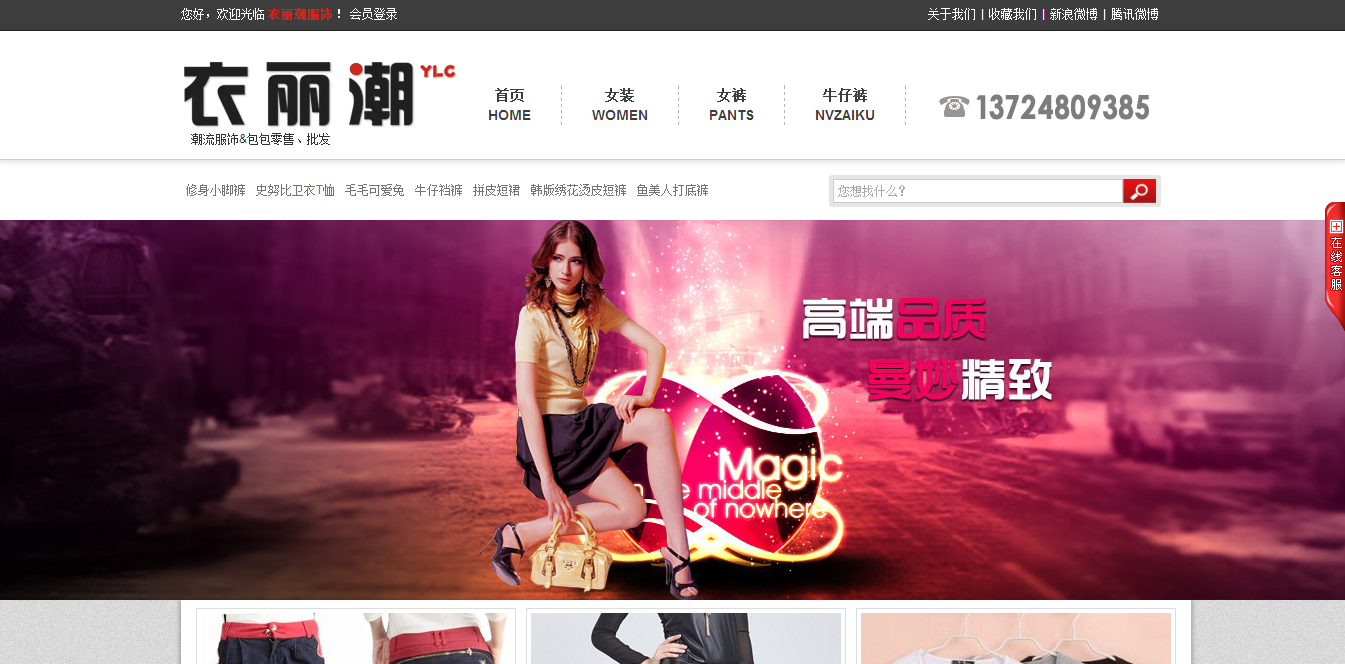 您好，欢迎光临 衣丽潮服饰 ！ 会员登录
关于我们 | 收藏我们 | 新浪微博 | 腾讯微博
衣丽潮 YLC
潮流服饰&包包零售、批发
首页 女装 女裤 牛仔裤
HOME WOMEN PANTS NVZAIKU
13724809385
修身小脚裤 史努比卫衣T恤 毛毛可爱兔 牛仔裆裤 拼皮短裙 韩版绣花烫皮短裤 鱼美人打底裤
您想找什么?
在线客服
高端品质
曼妙精致
Magic
middle
of nowhere